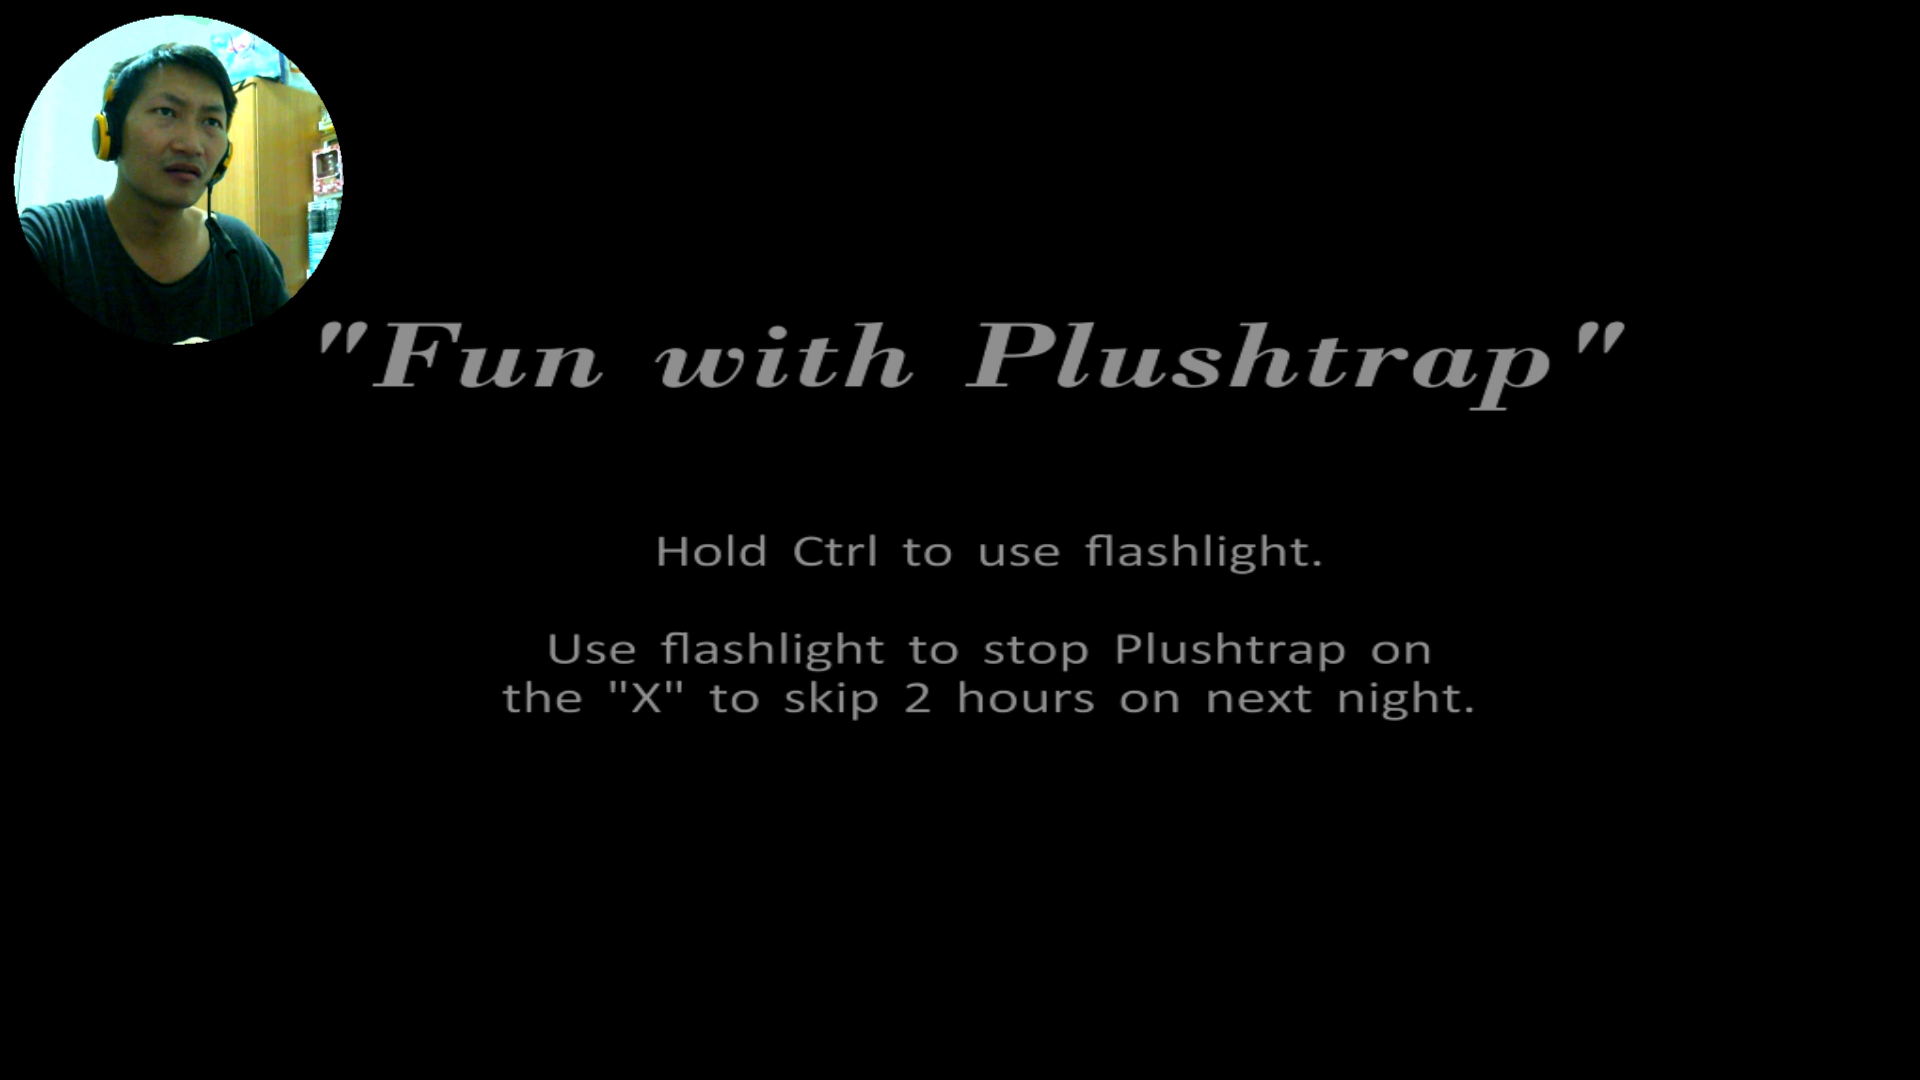 "Fun with Plushtrap"
Hold Ctrl to use flashlight.
Use flashlight to stop Plushtrap on
the "X" to skip 2 hours on next night.